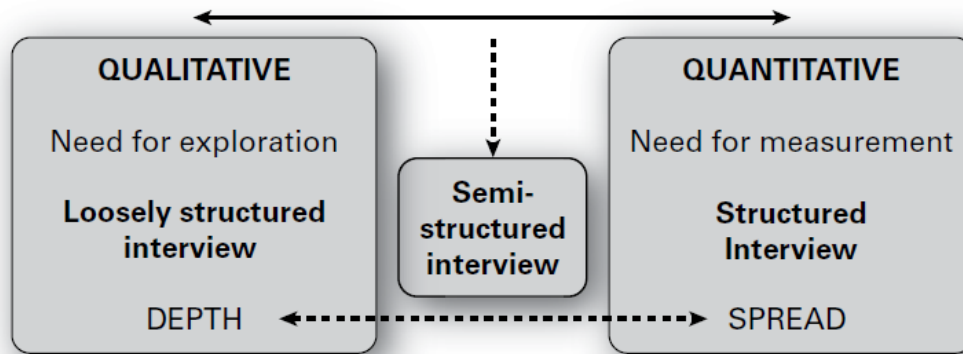 QUALITATIVE
Need for exploration
Loosely structured
interview
DEPTH
Semi-
structured
interview
QUANTITATIVE
Need for measurement
Structured
Interview
SPREAD